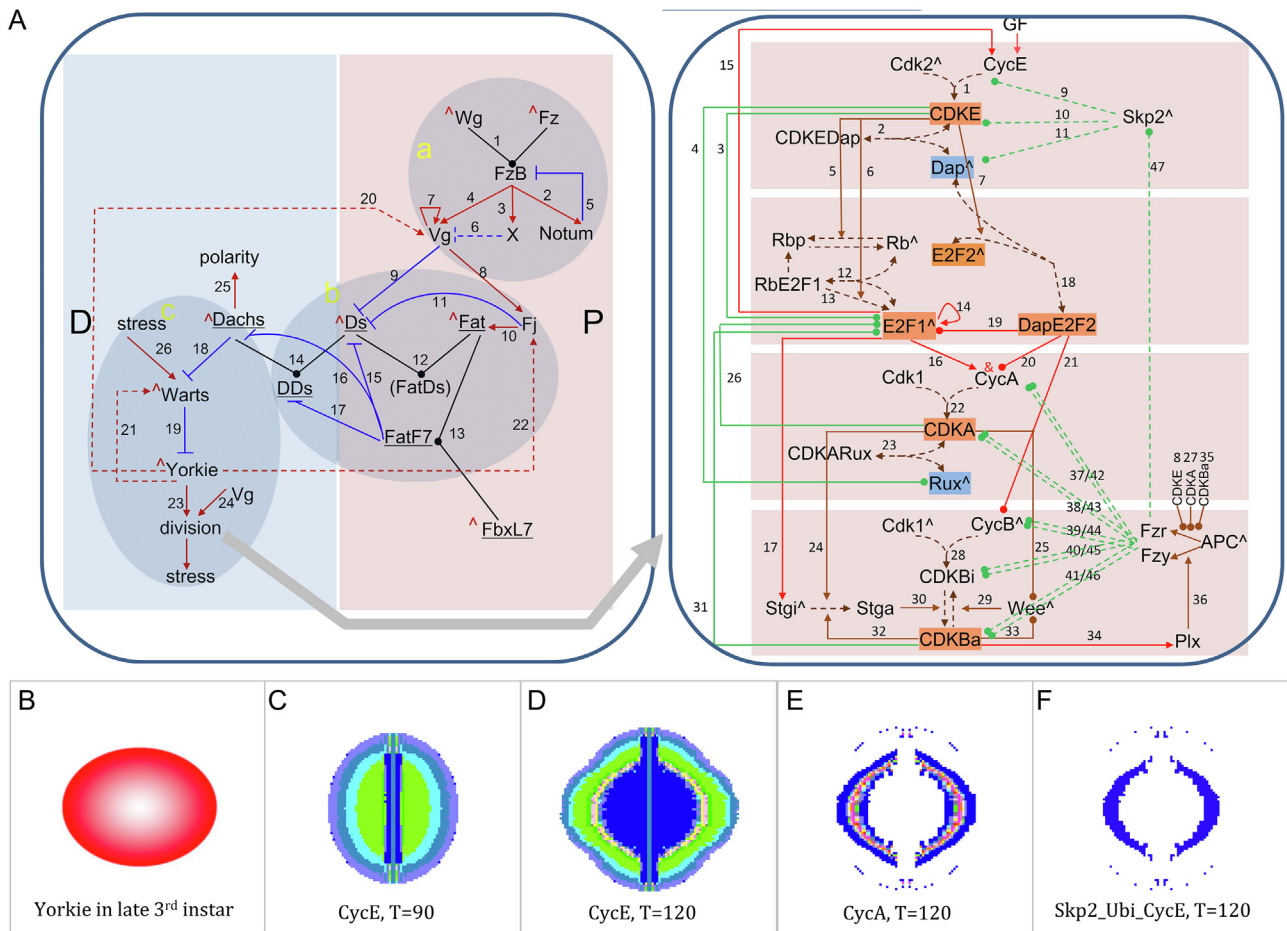 A
^Wg
^Fz
1
a
FzB
4
3
2
5
20
7
6
Vg
X
Notum
polarity
9
8
25
c
b
11
D
stress
^Dachs
^Ds
^Fat
10
Fj
P
26
18
14
12
16
15
DDs
(FatDs)
^Warts
17
22
21
19
FatF7
13
^Yorkie
23
24
Vg
division
^FbxL7
stress
GF
15
Cdk2^
CycE
1
9
4
3
CDKE
10
Skp2^
CDKEDap
2
11
Dap^
47
5
6
7
Rbp
Rb^
E2F2^
RbE2F1
12
13
18
14
E2F1^
19
DapE2F2
16
20
21
26
&
Cdk1
CycA
22
CDKA
CDKARux
23
37/42
8
27
35
Rux^
CDKE
CDKA
CDKBa
38/43
Cdk1^
CycB^
39/44
Fzr
APC^
17
24
28
25
40/45
Fzy
CDKBi
41/46
31
Stgi^
Stga
30
29
Wee^
36
32
CDKBa
33
34
Plx
B
Yorkie in late 3rd instar
C
CycE, T=90
D
CycE, T=120
E
CycA, T=120
F
Skp2_Ubi_CycE, T=120